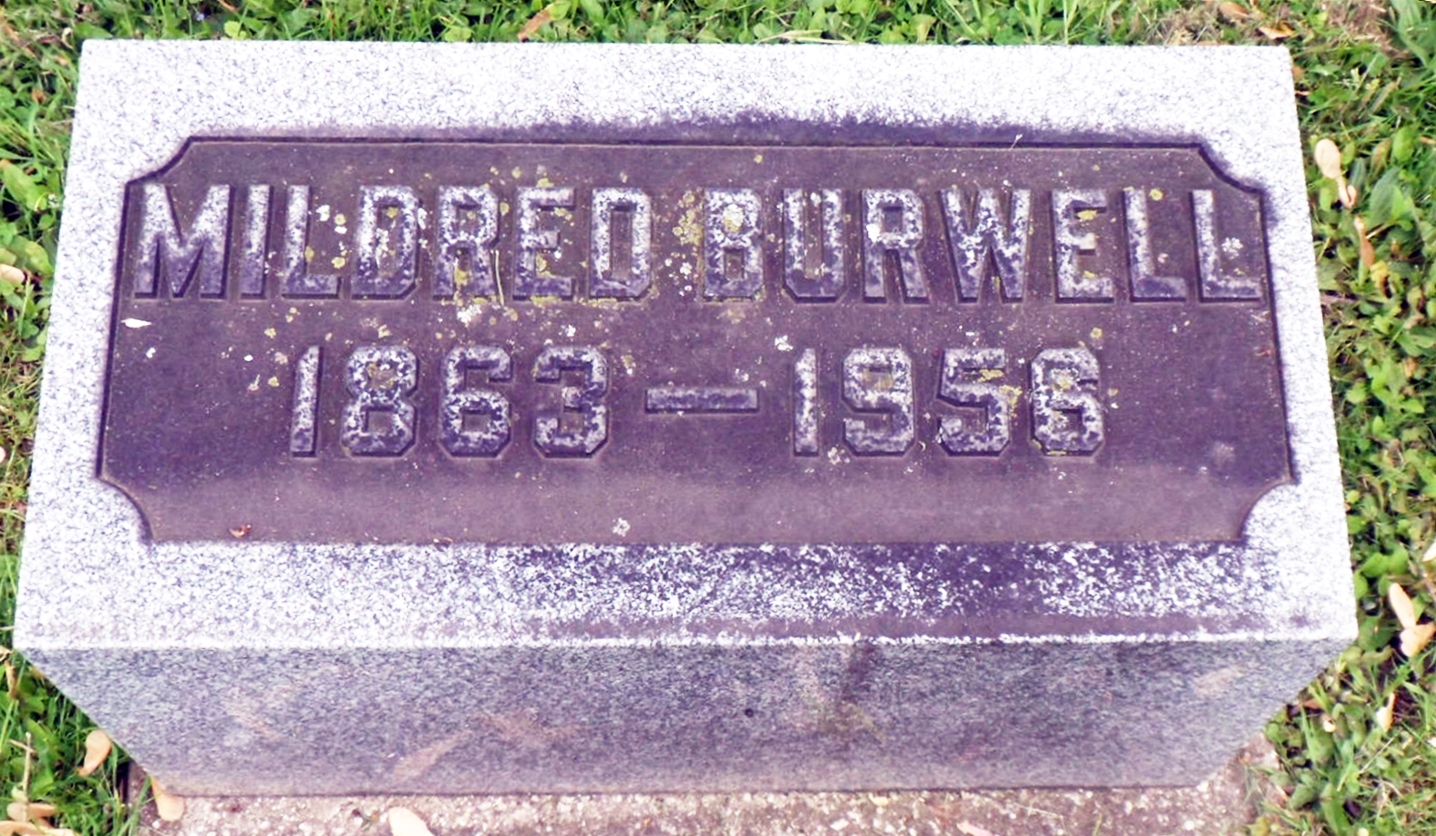 MILDRED BURWELL
1863 — 1956